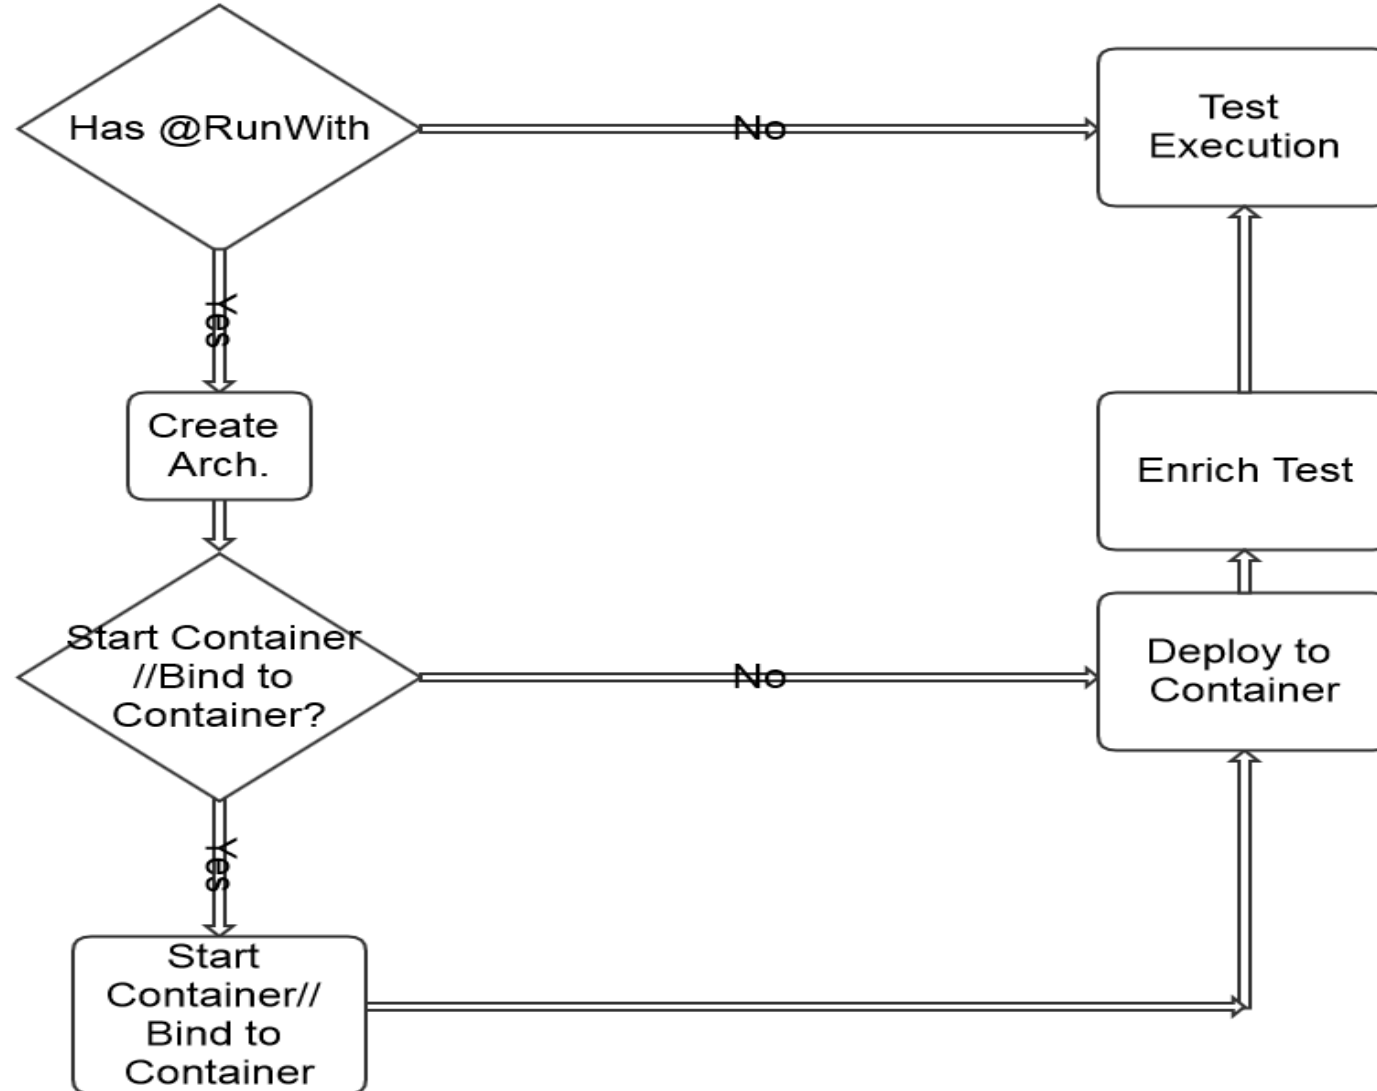 Has @RunWith
No
Test
Execution
Yes
Create
Arch.
Enrich Test
Start Container
//Bind to
Container?
No
Deploy to
Container
Yes
Start
Container//
Bind to
Container